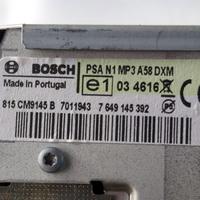 BOSCH PSA N1 MP3 A58 DXM
Made in Portugal e1 03 4616
815 CM9145 B 7011943 7 649 145 392